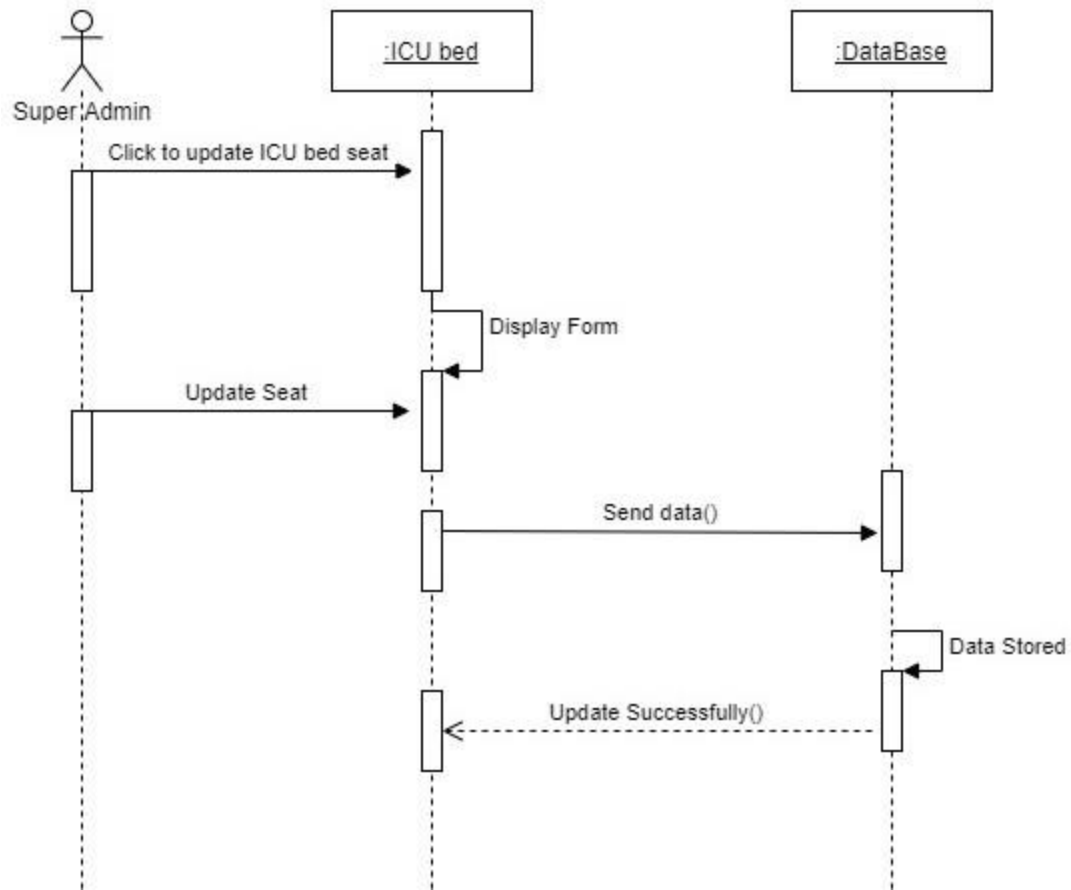 :ICU bed
:DataBase
Super Admin
Click to update ICU bed seat
Display Form
Update Seat
Send data()
Data Stored
Update Successfully()